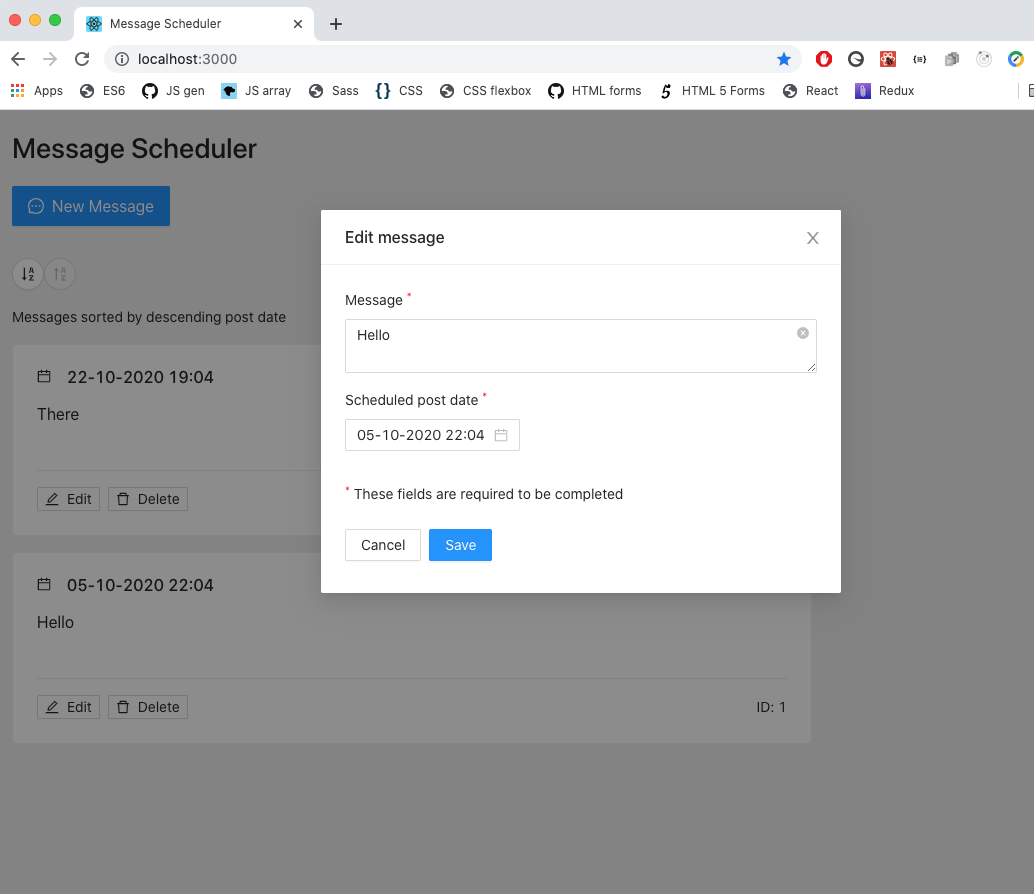 Message Scheduler
localhost:3000
Apps ES6 JS gen JS array Sass {} CSS CSS flexbox HTML forms 5 HTML 5 Forms React Redux
Message Scheduler
New Message
Messages sorted by descending post date
22-10-2020 19:04
There
Edit Delete
05-10-2020 22:04
Hello
Edit Delete ID: 1
Edit message
Message *
Hello
Scheduled post date *
05-10-2020 22:04
* These fields are required to be completed
Cancel Save